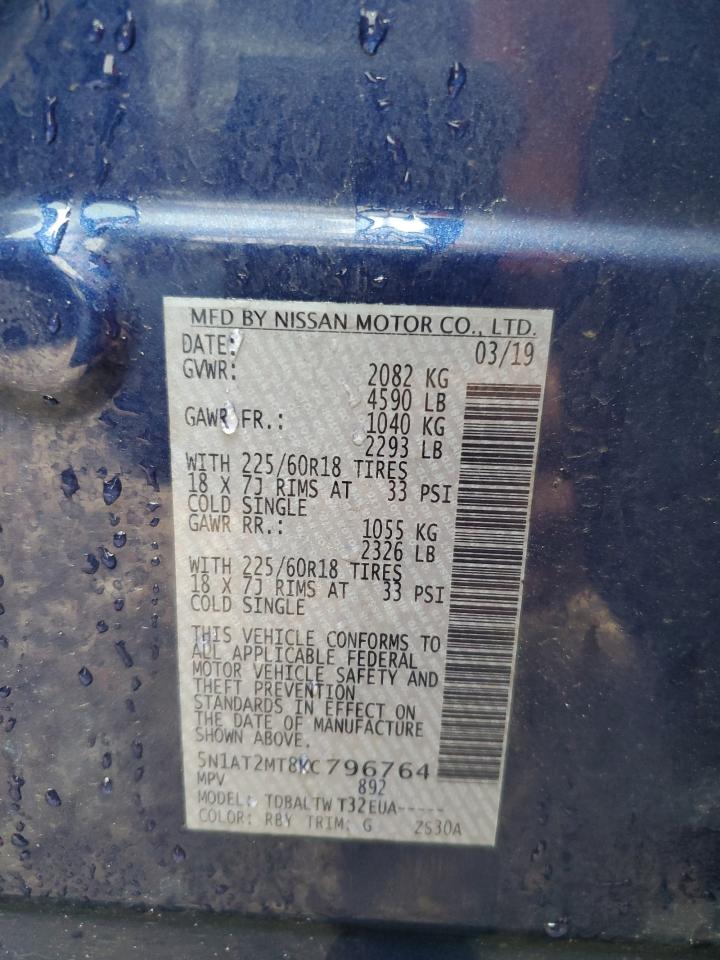 MFD BY NISSAN MOTOR CO., LTD.
DATE: 03/19
GVWR: 2082 KG
4590 LB
GAWR FR.: 1040 KG
2293 LB
WITH 225/60R18 TIRES
18 X 7J RIMS AT 33 PSI
COLD SINGLE
GAWR RR.: 1055 KG
2326 LB
WITH 225/60R18 TIRES
18 X 7J RIMS AT 33 PSI
COLD SINGLE
THIS VEHICLE CONFORMS TO
ALL APPLICABLE FEDERAL
MOTOR VEHICLE SAFETY AND
THEFT PREVENTION
STANDARDS IN EFFECT ON
THE DATE OF MANUFACTURE
SHOWN ABOVE.
5N1AT2MT8KC796764
MPV 892
MODEL: TDBALTW T32EUA-----
COLOR: RBY TRIM: G ZS30A